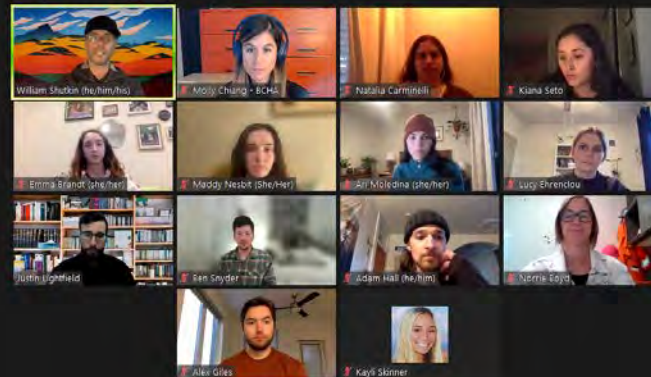 William Shutkin (he/him/his)
Molly Chiang - BCHA
Natalia Carminelli
Kiana Seto
Emma Brandt (she/her)
Maddy Nesbit (She/Her)
Ari Moledina (she/her)
Lucy Ehrenclou
Justin Lightfield
Ben Snyder
Adam Hall (he/him)
Norrie Boyd
Alex Giles
Kayli Skinner